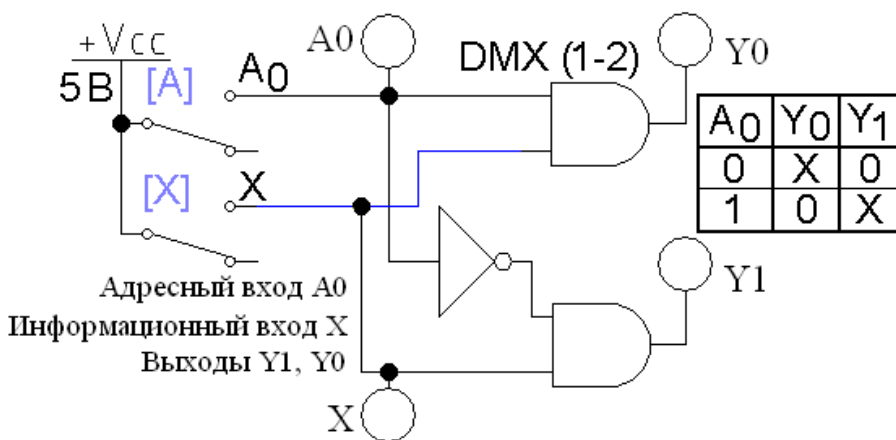 A0
+Vcc
5В
[A]
A0
DMX (1-2)
Y0
A0 Y0 Y1
0 X 0
1 0 X
[X]
X
Адресный вход A0
Информационный вход X
Выходы Y1, Y0
Y1
X